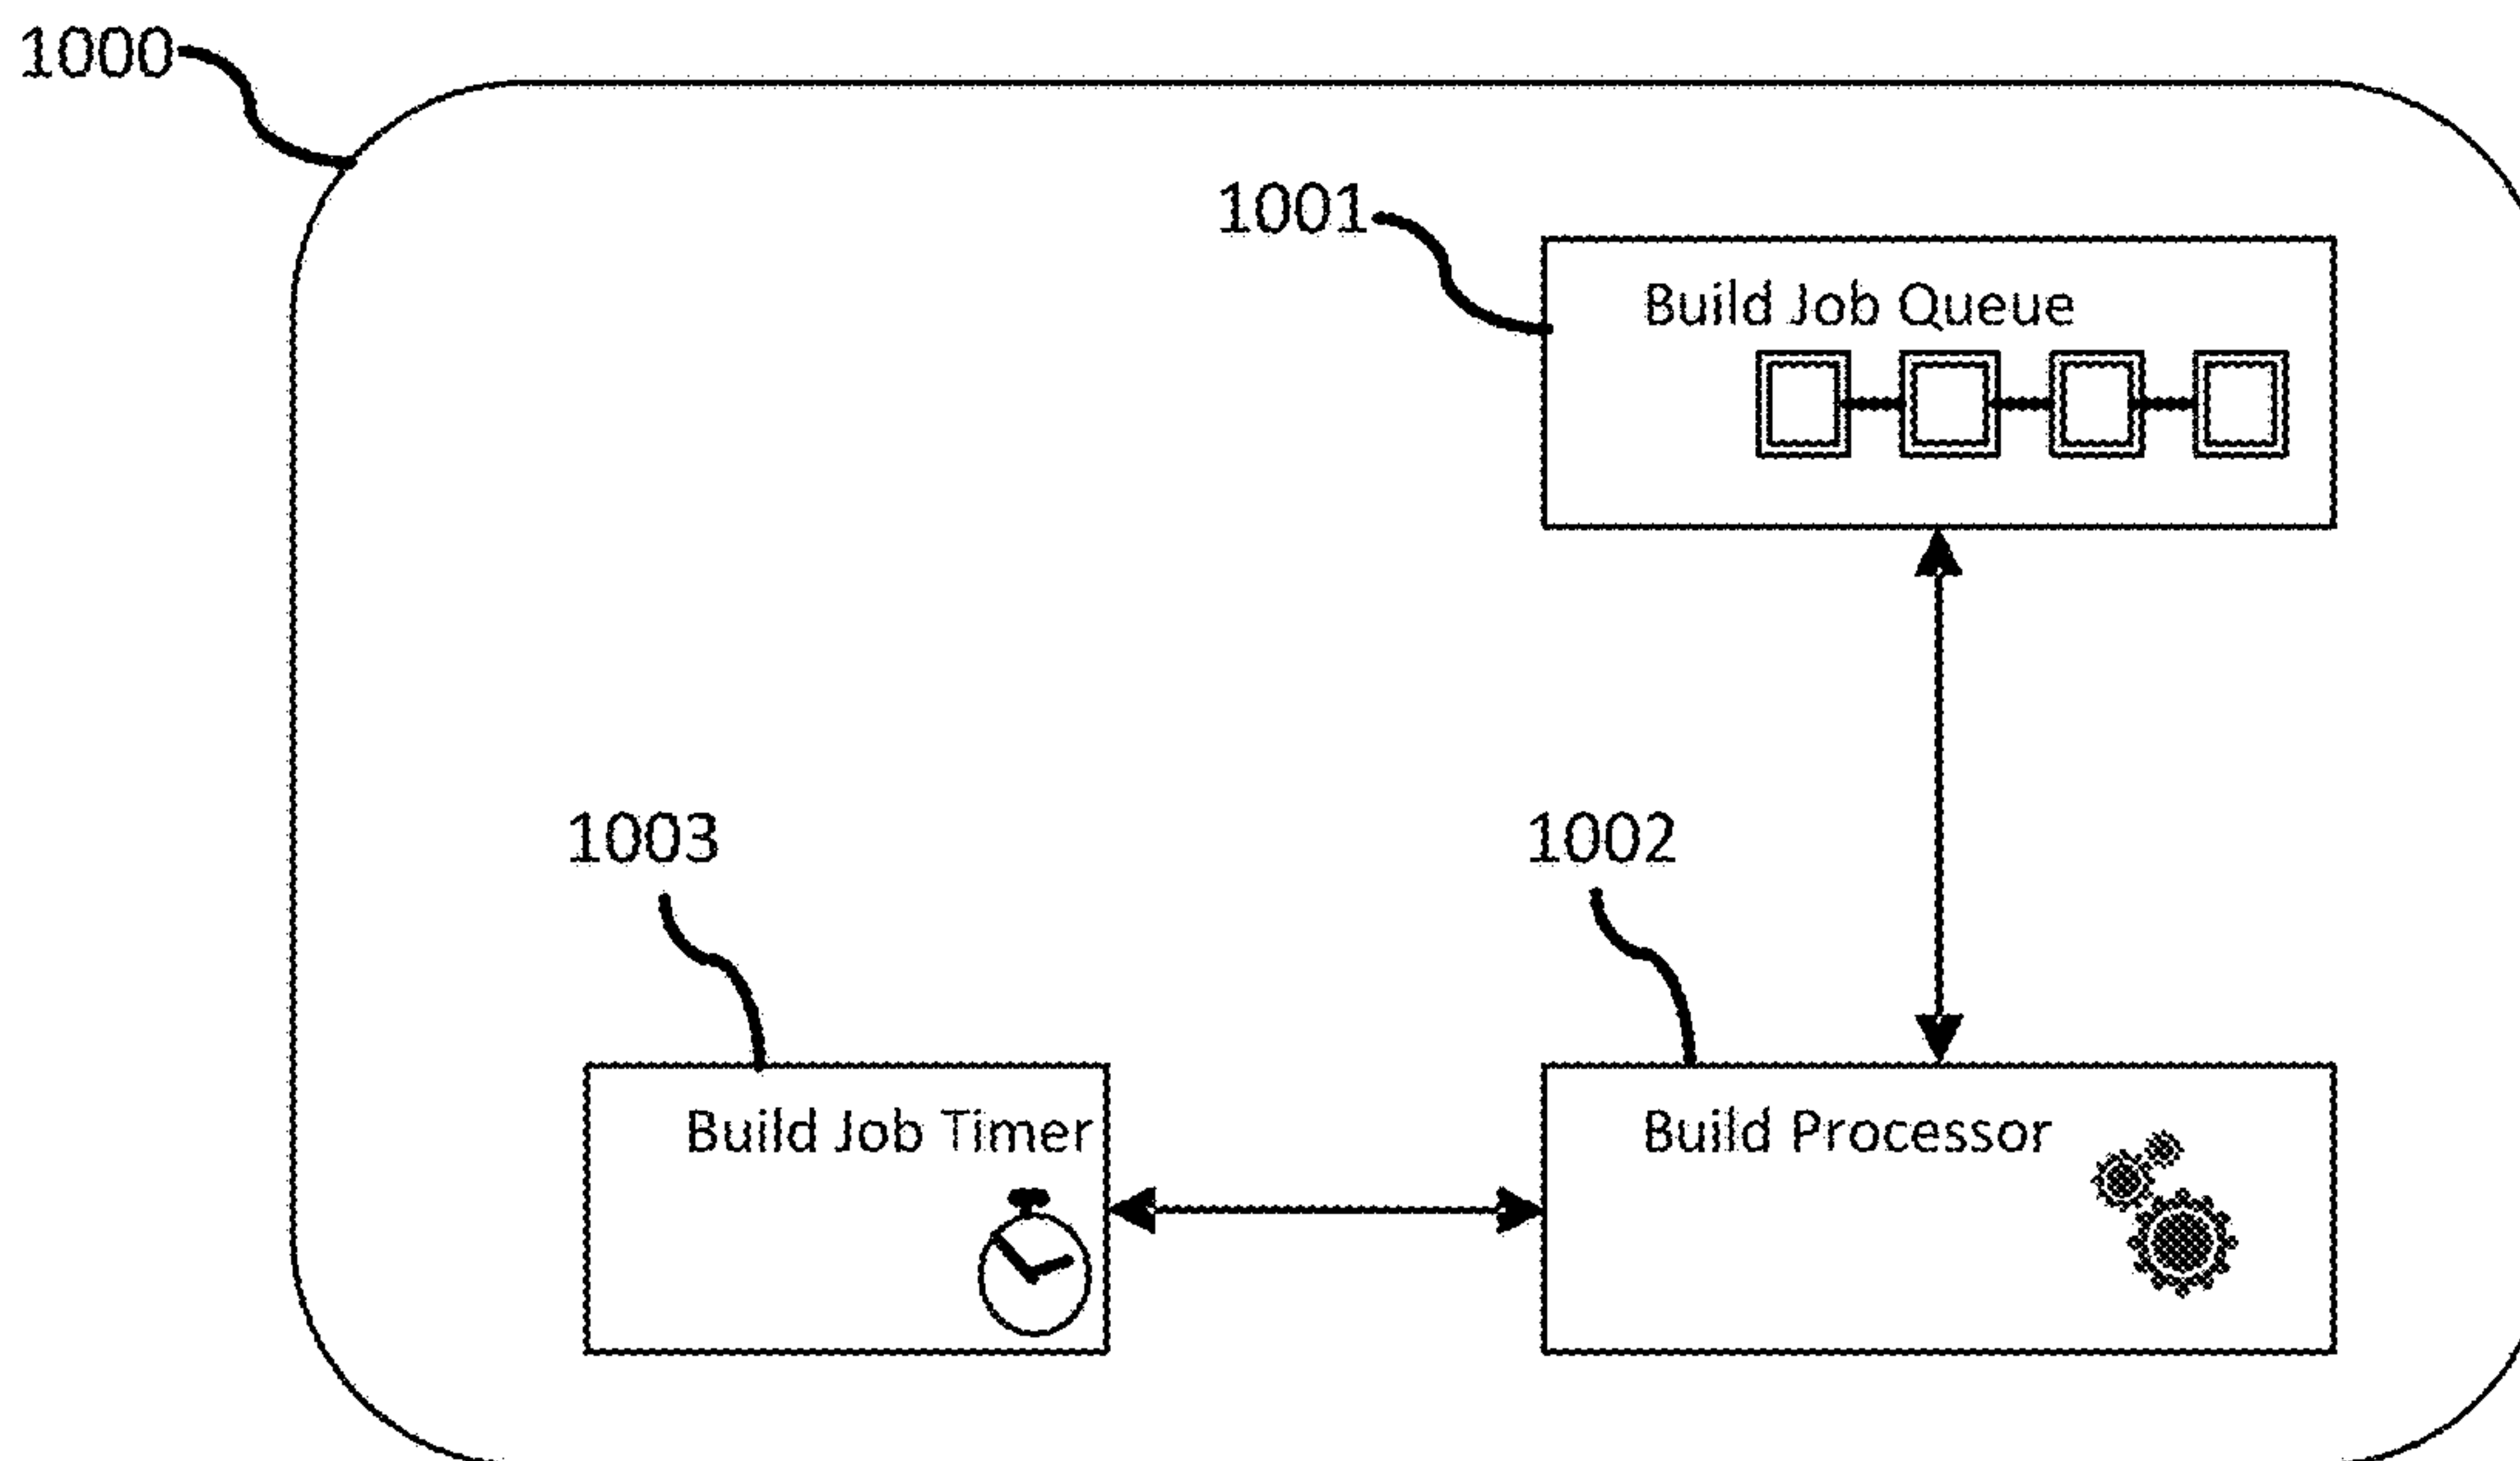 1000
1001
Build Job Queue
1003
1002
Build Job Timer
Build Processor